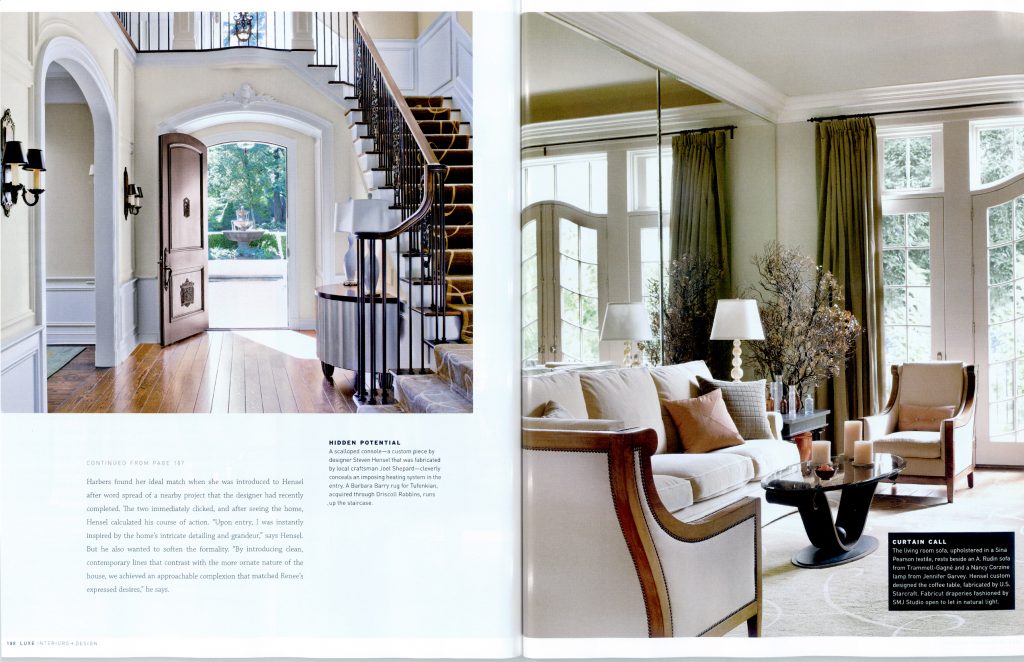 CONTINUED FROM PAGE 187
Harbers found her ideal match when she was introduced to Hensel
after word spread of a nearby project that the designer had recently
completed. The two immediately clicked, and after seeing the home,
Hensel calculated his course of action. “Upon entry, I was instantly
inspired by the home’s intricate detailing and grandeur,” says Hensel.
But he also wanted to soften the formality. “By introducing clean,
contemporary lines that contrast with the more ornate nature of the
house, we achieved an approachable complexion that matched Renee’s
expressed desires,” he says.
HIDDEN POTENTIAL
A scalloped console—a custom piece by
designer Steven Hensel that was fabricated
by local craftsman Joel Shepard—cleverly
conceals an imposing heating system in the
entry. A Barbara Barry rug for Tufenkian,
acquired through Driscoll Robbins, runs
up the staircase.
188 LUXE INTERIORS + DESIGN
CURTAIN CALL
The living room sofa, upholstered in a Sina
Pearson textile, rests beside an A. Rudin sofa
from Trammell-Gagné and a Nancy Corzine
lamp from Jennifer Garvey. Hensel custom
designed the coffee table, fabricated by U.S.
Starcraft. Fabricut draperies fashioned by
SMJ Studio open to let in natural light.